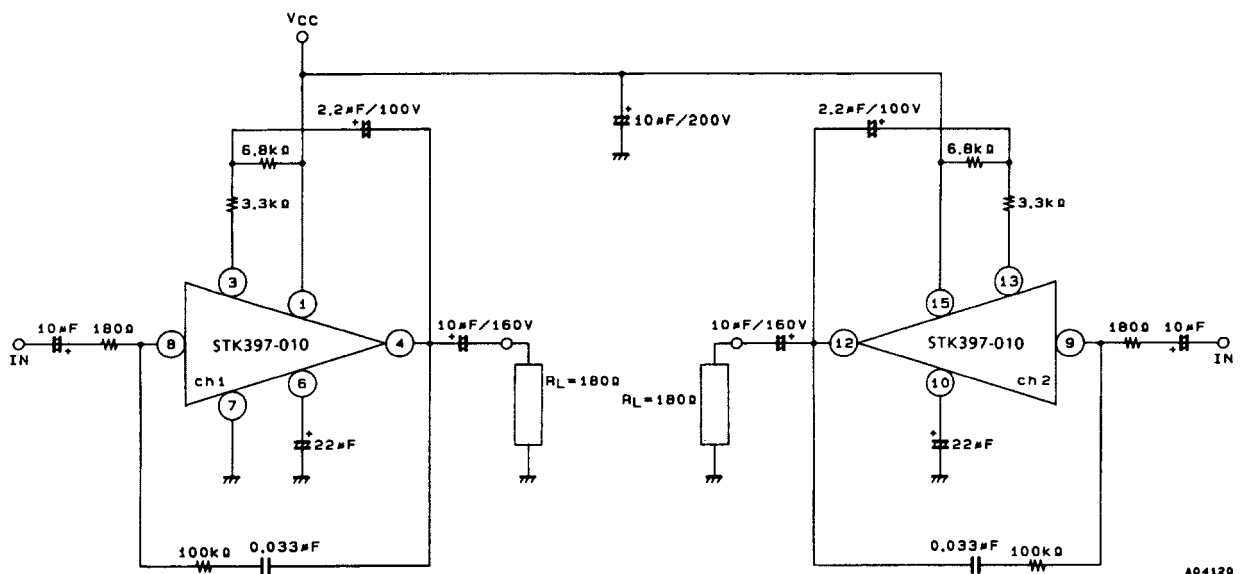 VCC
2.2µF/100V
10µF/200V
2.2µF/100V
6.8kΩ
6.8kΩ
3.3kΩ
3.3kΩ
3
1
15
13
10µF
180Ω
10µF/160V
10µF/160V
180Ω
10µF
IN
8
STK397-010
4
12
STK397-010
9
IN
ch1
RL=180Ω
RL=180Ω
ch2
7
6
10
22µF
22µF
100kΩ
0.033µF
0.033µF
100kΩ
A04129